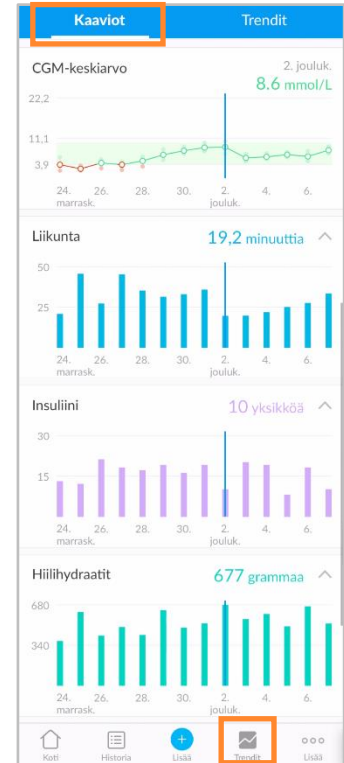 Kaaviot Trendit
CGM-keskiarvo 2. jouluk.
8.6 mmol/L
22,2
11,1
3,9
24. 26. 28. 30. 2. 4. 6.
marrask. jouluk.
Liikunta 19,2 minuuttia
50
25
24. 26. 28. 30. 2. 4. 6.
marrask. jouluk.
Insuliini 10 yksikköä
30
15
24. 26. 28. 30. 2. 4. 6.
marrask. jouluk.
Hiilihydraatit 677 grammaa
680
340
24. 26. 28. 30. 2. 4. 6.
marrask. jouluk.
Koti Historia Lisää Trendit Lisää